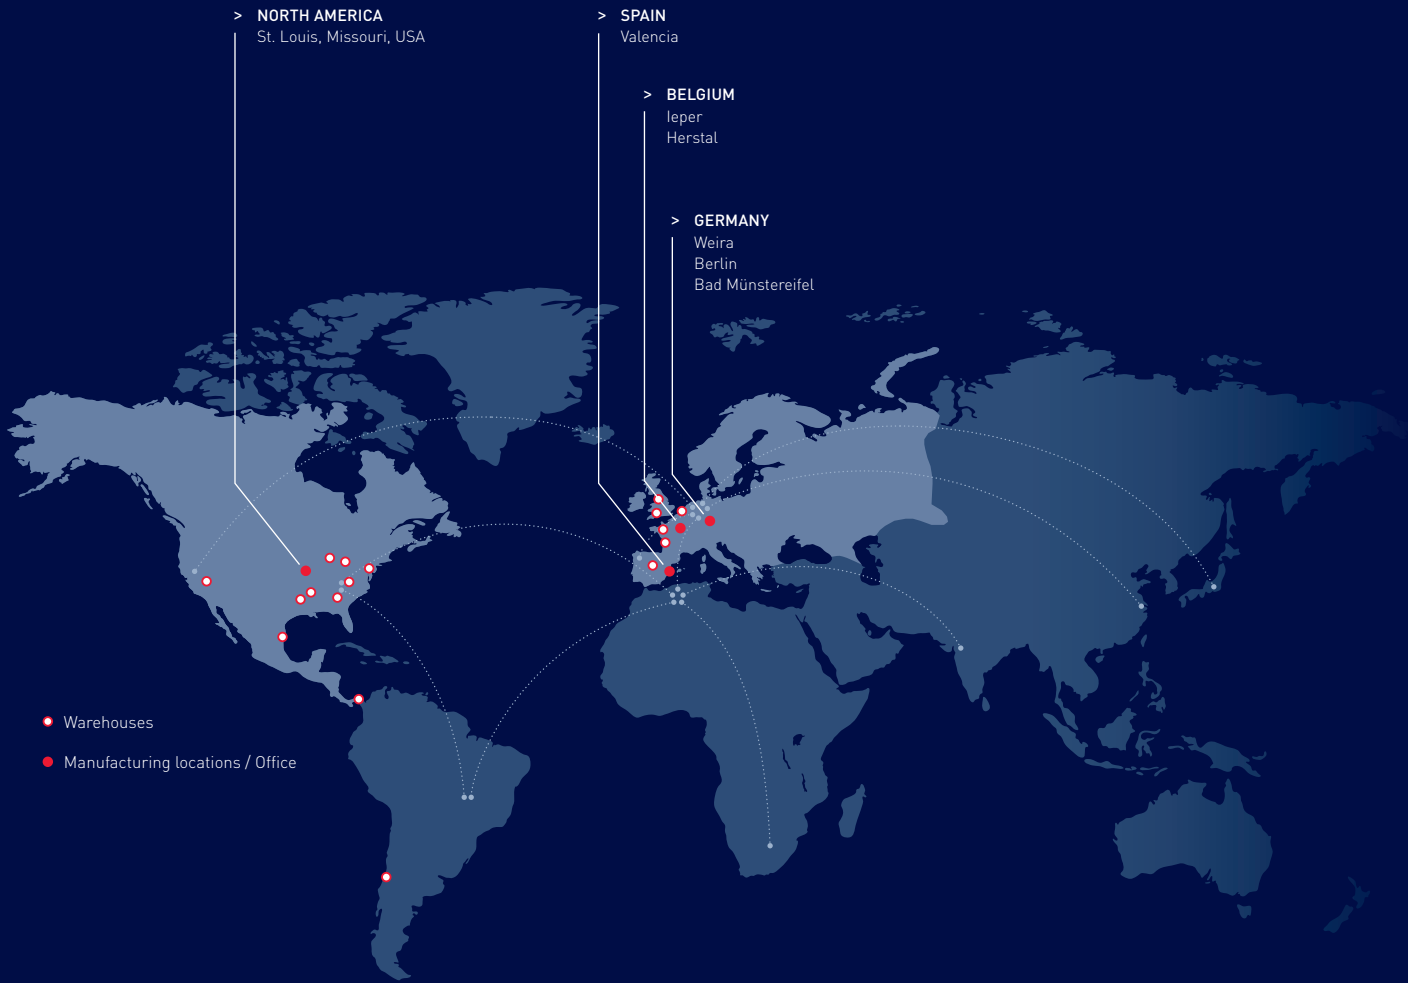 > NORTH AMERICA
St. Louis, Missouri, USA
> SPAIN
Valencia
> BELGIUM
Ieper
Herstal
> GERMANY
Weira
Berlin
Bad Münstereifel
Warehouses
Manufacturing locations / Office